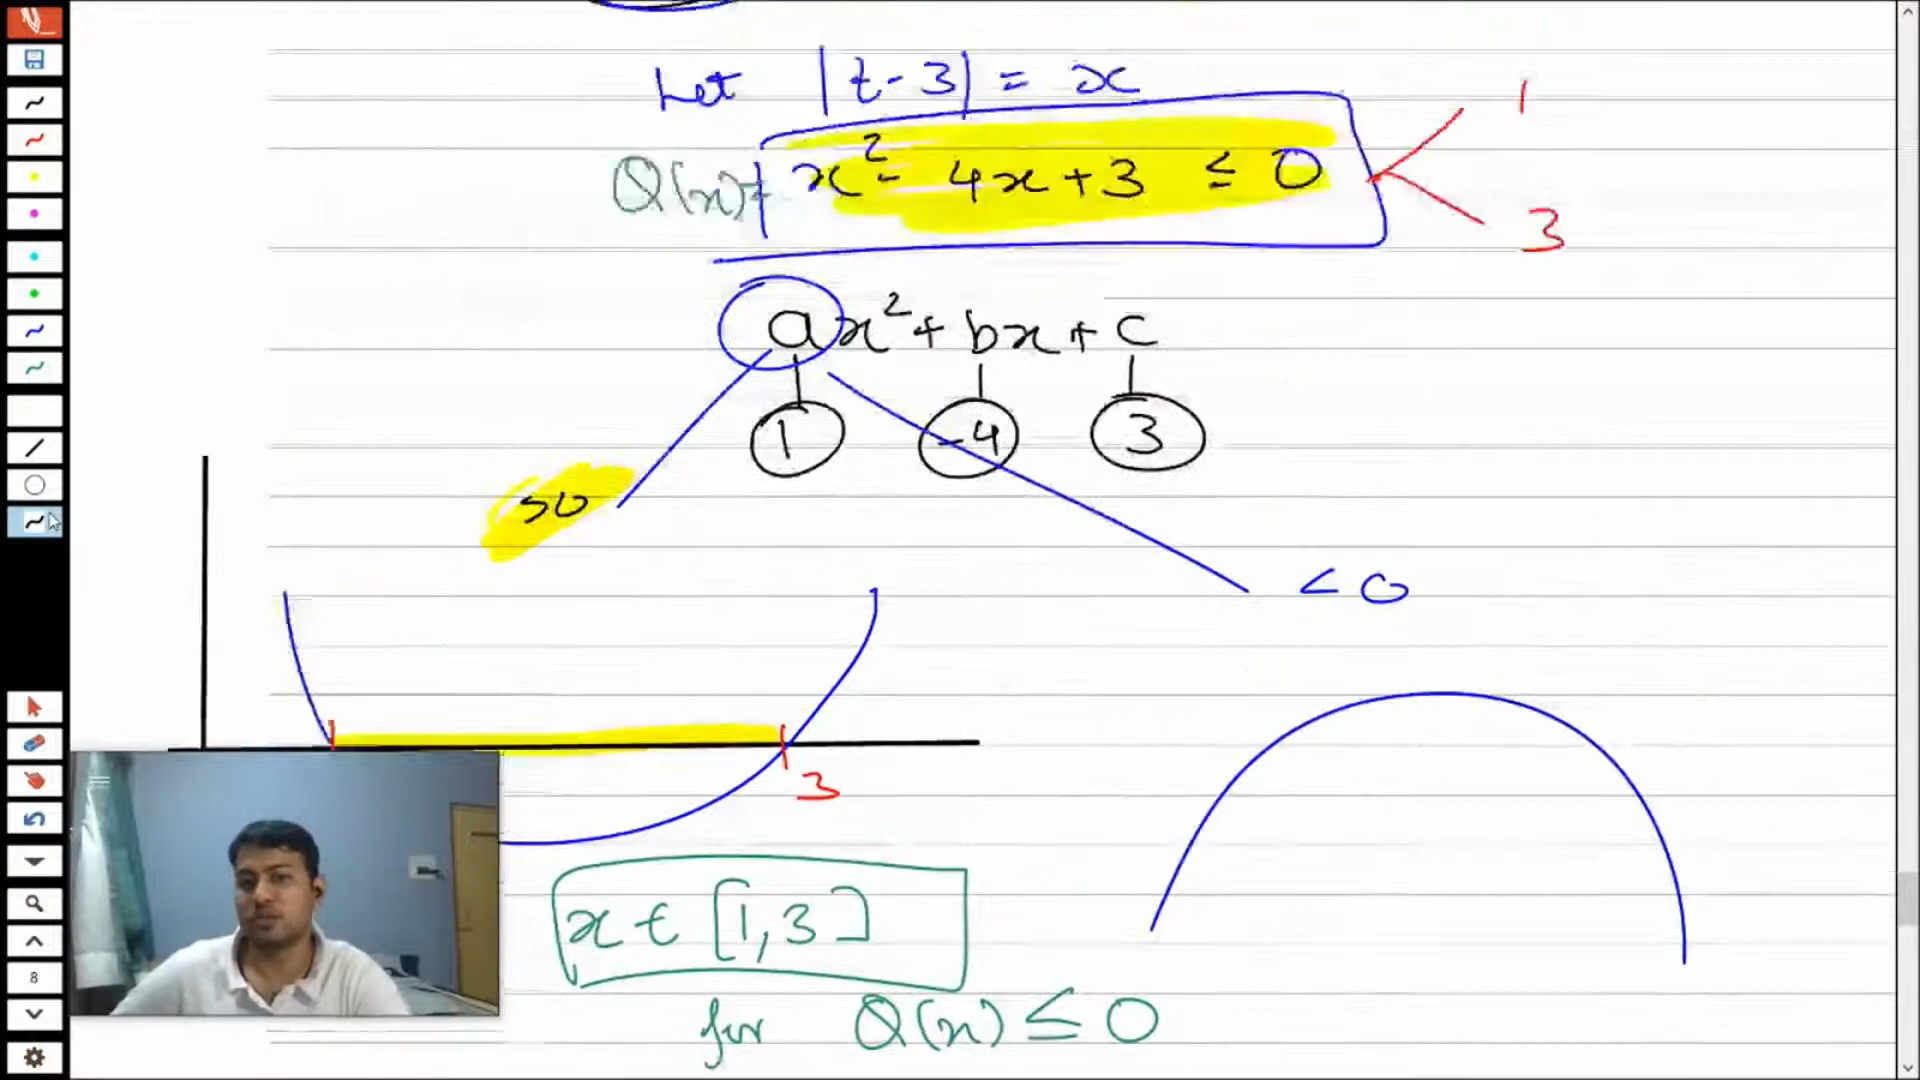 Let |t-3| = x
Q(x)= x² - 4x+3 ≤ 0
1
3
ax²+bx+c
1 -4 3
>0
< 0
3
x ∈ [1,3]
for Q(x) ≤ 0
8